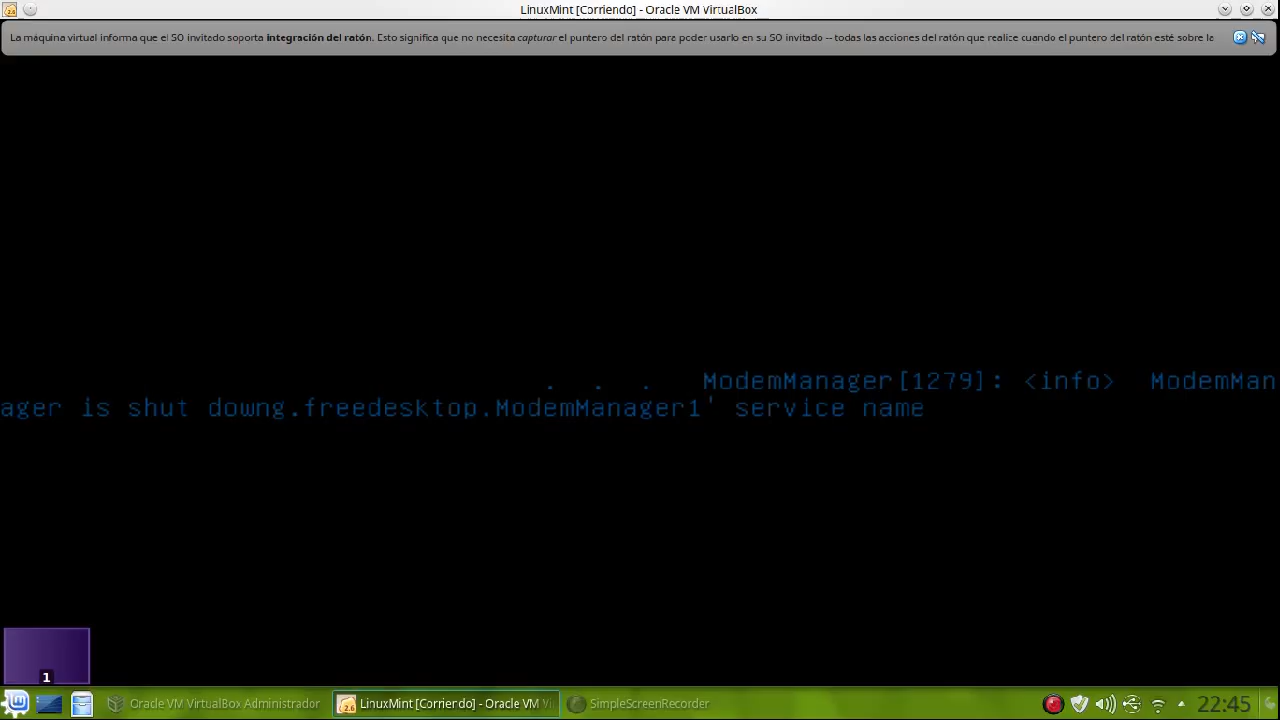 LinuxMint [Corriendo] - Oracle VM VirtualBox
La máquina virtual informa que el SO invitado soporta integración del ratón. Esto significa que no necesita capturar el puntero del ratón para poder usarlo en su SO invitado -- todas las acciones del ratón que realice cuando el puntero del ratón esté sobre la
. . . ModemManager[1279]: <info> ModemMan
ager is shut downg.freedesktop.ModemManager1' service name
1
Oracle VM VirtualBox Administrador
LinuxMint [Corriendo] - Oracle VM Vi
SimpleScreenRecorder
22:45